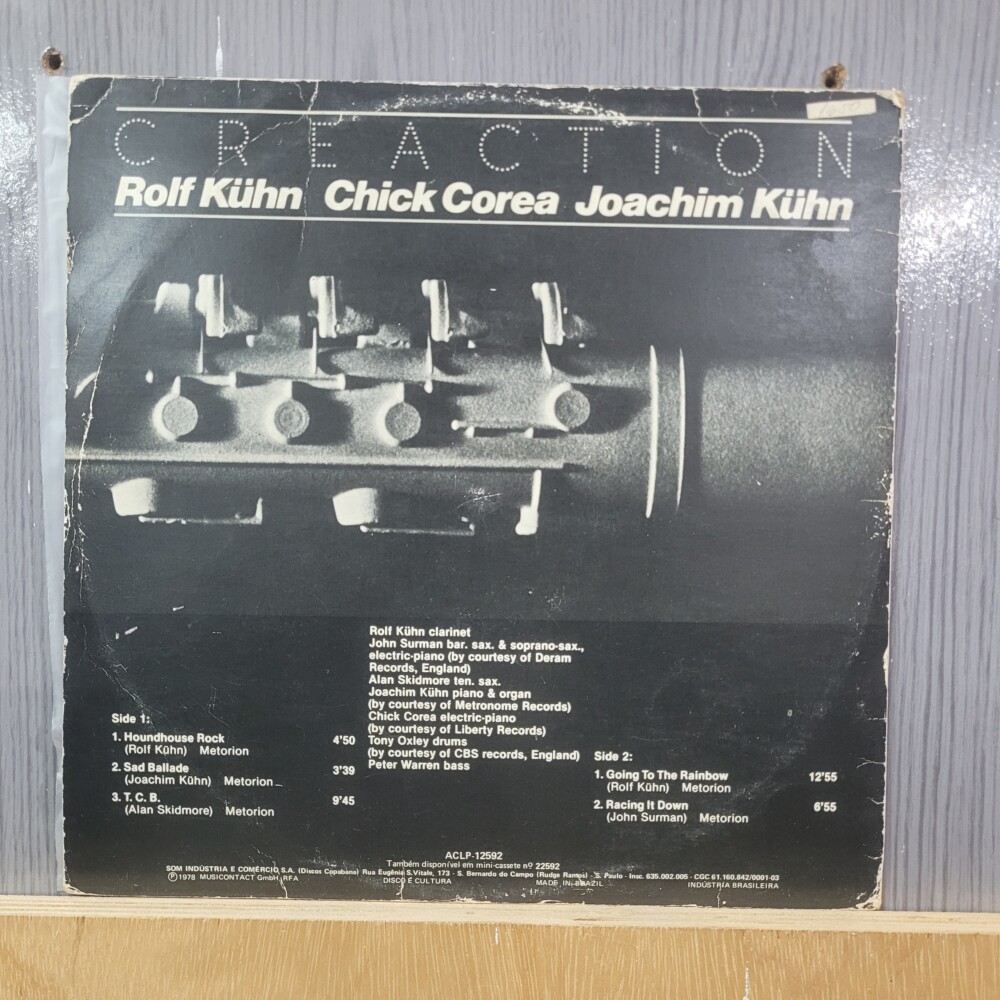 CREACTION
Rolf Kühn Chick Corea Joachim Kühn
Rolf Kühn clarinet
John Surman bar. sax. & soprano-sax.,
electric-piano (by courtesy of Deram
Records, England)
Alan Skidmore ten. sax.
Joachim Kühn piano & organ
(by courtesy of Metronome Records)
Chick Corea electric-piano
(by courtesy of Liberty Records)
Tony Oxley drums
(by courtesy of CBS records, England)
Peter Warren bass
Side 1:
1. Houndhouse Rock 4'50
(Rolf Kühn) Metorion
2. Sad Ballade 3'39
(Joachim Kühn) Metorion
3. T. C. B. 9'45
(Alan Skidmore) Metorion
Side 2:
1. Going To The Rainbow 12'55
(Rolf Kühn) Metorion
2. Racing It Down 6'55
(John Surman) Metorion
ACLP-12592
Também disponível em mini-cassete nº 22592
SOM INDÚSTRIA E COMÉRCIO S.A. (Discos Copabana) Rua Eugênia S. Vitale, 173 - S. Bernardo do Campo (Rudge Ramos) - S. Paulo - Insc. 635.002.005 - CGC 61.160.842/0001-03
Ⓟ 1978 MUSICONTACT GmbH, RFA DISCO É CULTURA MADE IN BRAZIL INDÚSTRIA BRASILEIRA